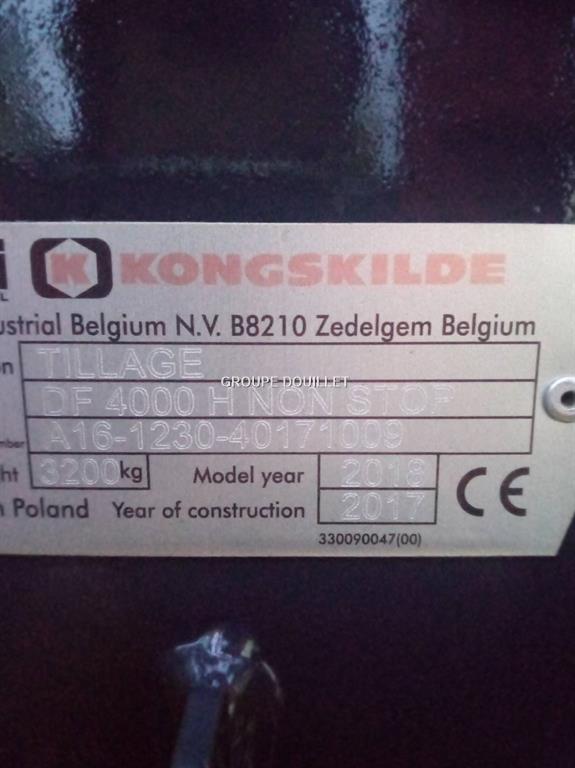 KONGSKILDE
ustrial Belgium N.V. B8210 Zedelgem Belgium
TILLAGE
GROUPE DOUILLET
DF 4000 H NON STOP
A16-1230-40171009
ht 3200kg Model year 2018
n Poland Year of construction 2017 CE
330090047(00)